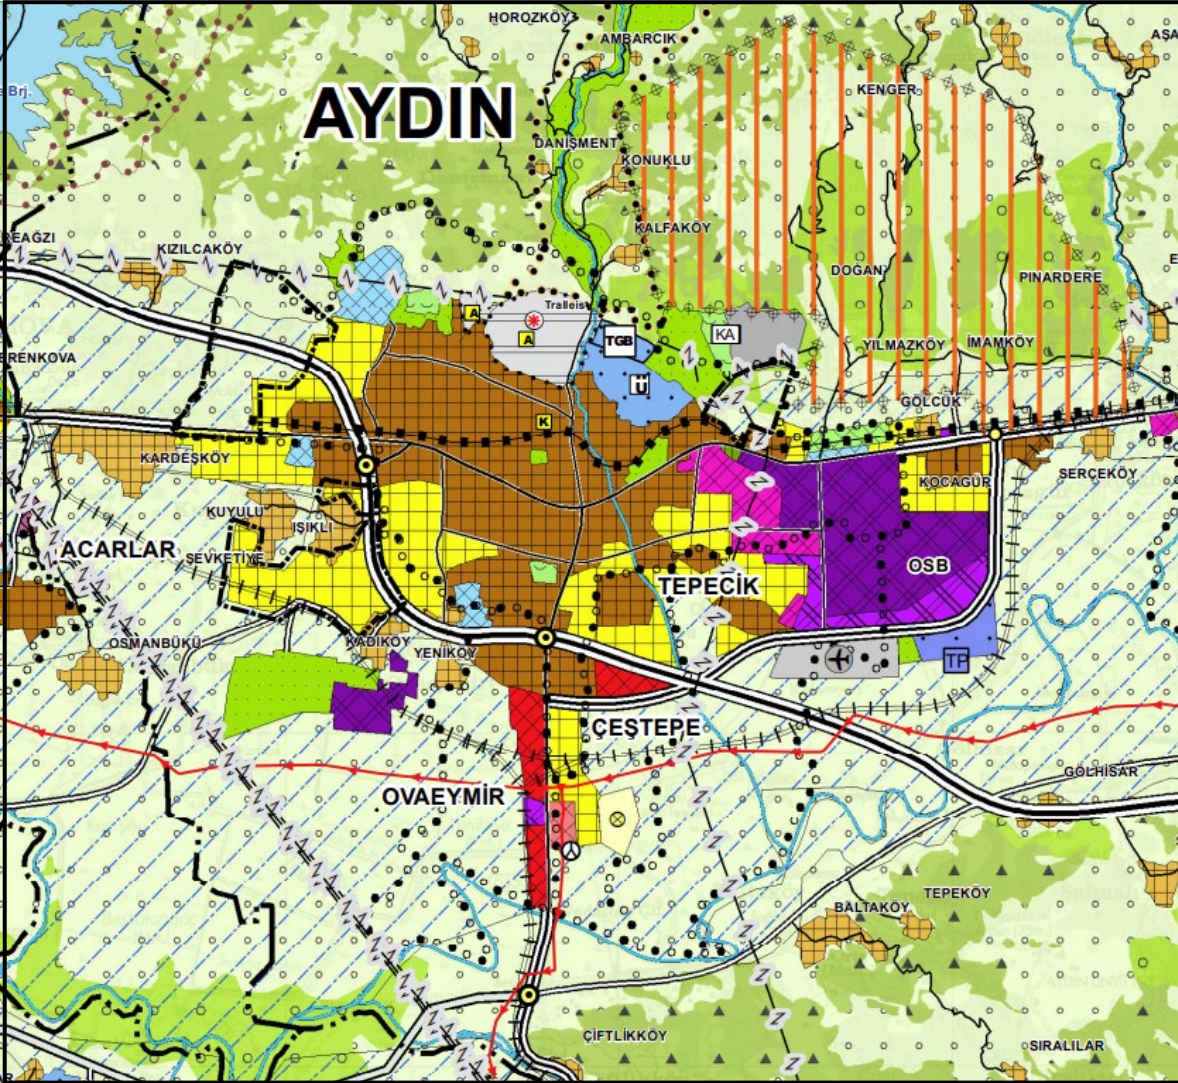 HOROZKÖY
AMBARCIK
Brj.
KENGER
AYDIN
DANIŞMENT
KONUKLU
KALFAKÖY
REAĞZI
KIZILCAKÖY
DOĞAN
PINARDERE
Tralleis
A
A
TGB
KA
YILMAZKÖY
İMAMKÖY
ERENKOVA
Ü
GÖLCÜK
K
KARDEŞKÖY
SERÇEKÖY
KOCAGÜR
KUYULU
IŞIKLI
ACARLAR
ŞEVKETİYE
OSB
TEPECİK
OSMANBÜKÜ
KADIKÖY
YENİKÖY
TP
ÇEŞTEPE
GÖLHİSAR
OVAEYMİR
TEPEKÖY
BALTAKÖY
ÇİFTLİKKÖY
SIRALILAR